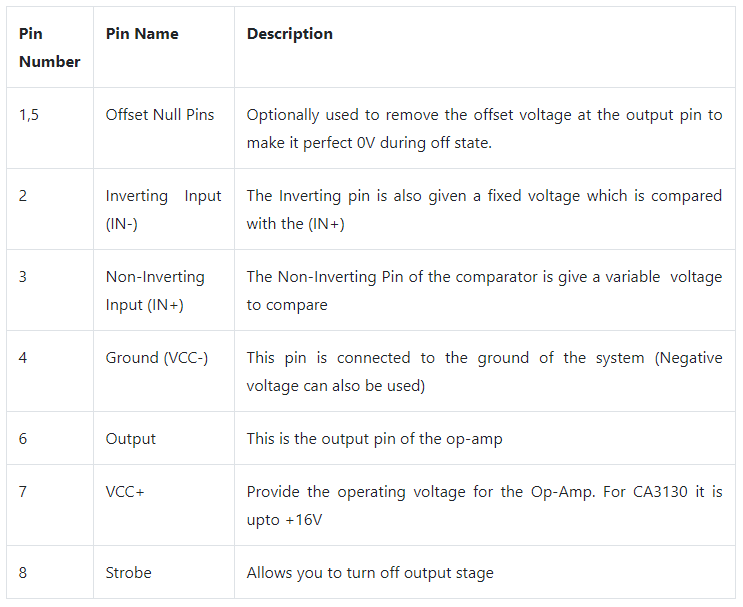 Pin Number
Pin Name
Description
1,5
Offset Null Pins
Optionally used to remove the offset voltage at the output pin to
make it perfect 0V during off state.
2
Inverting Input
(IN-)
The Inverting pin is also given a fixed voltage which is compared
with the (IN+)
3
Non-Inverting
Input (IN+)
The Non-Inverting Pin of the comparator is give a variable voltage
to compare
4
Ground (VCC-)
This pin is connected to the ground of the system (Negative
voltage can also be used)
6
Output
This is the output pin of the op-amp
7
VCC+
Provide the operating voltage for the Op-Amp. For CA3130 it is
upto +16V
8
Strobe
Allows you to turn off output stage